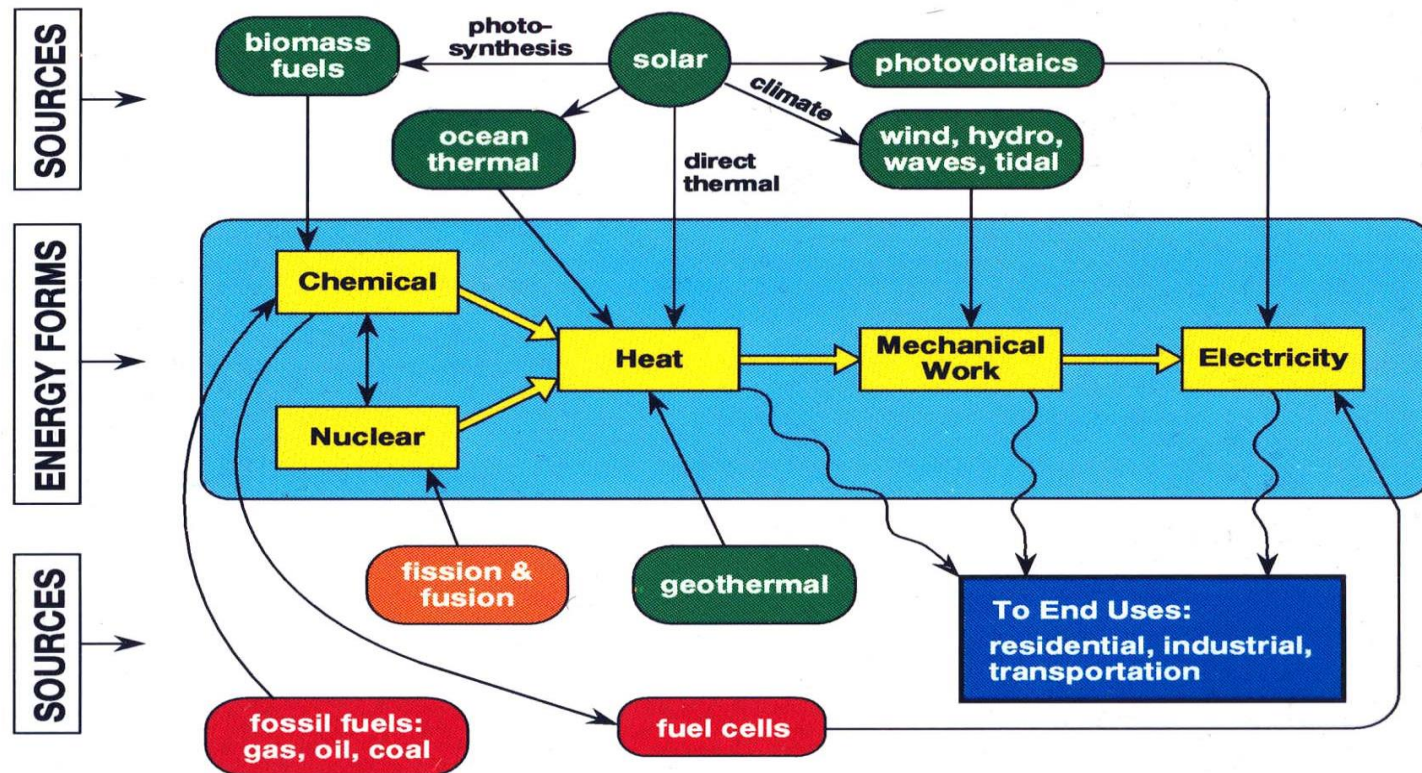 SOURCES
photo-
synthesis
biomass
fuels
solar
photovoltaics
climate
ocean
thermal
direct
thermal
wind, hydro,
waves, tidal
ENERGY FORMS
Chemical
Heat
Mechanical
Work
Electricity
Nuclear
SOURCES
fission &
fusion
geothermal
To End Uses:
residential, industrial,
transportation
fossil fuels:
gas, oil, coal
fuel cells